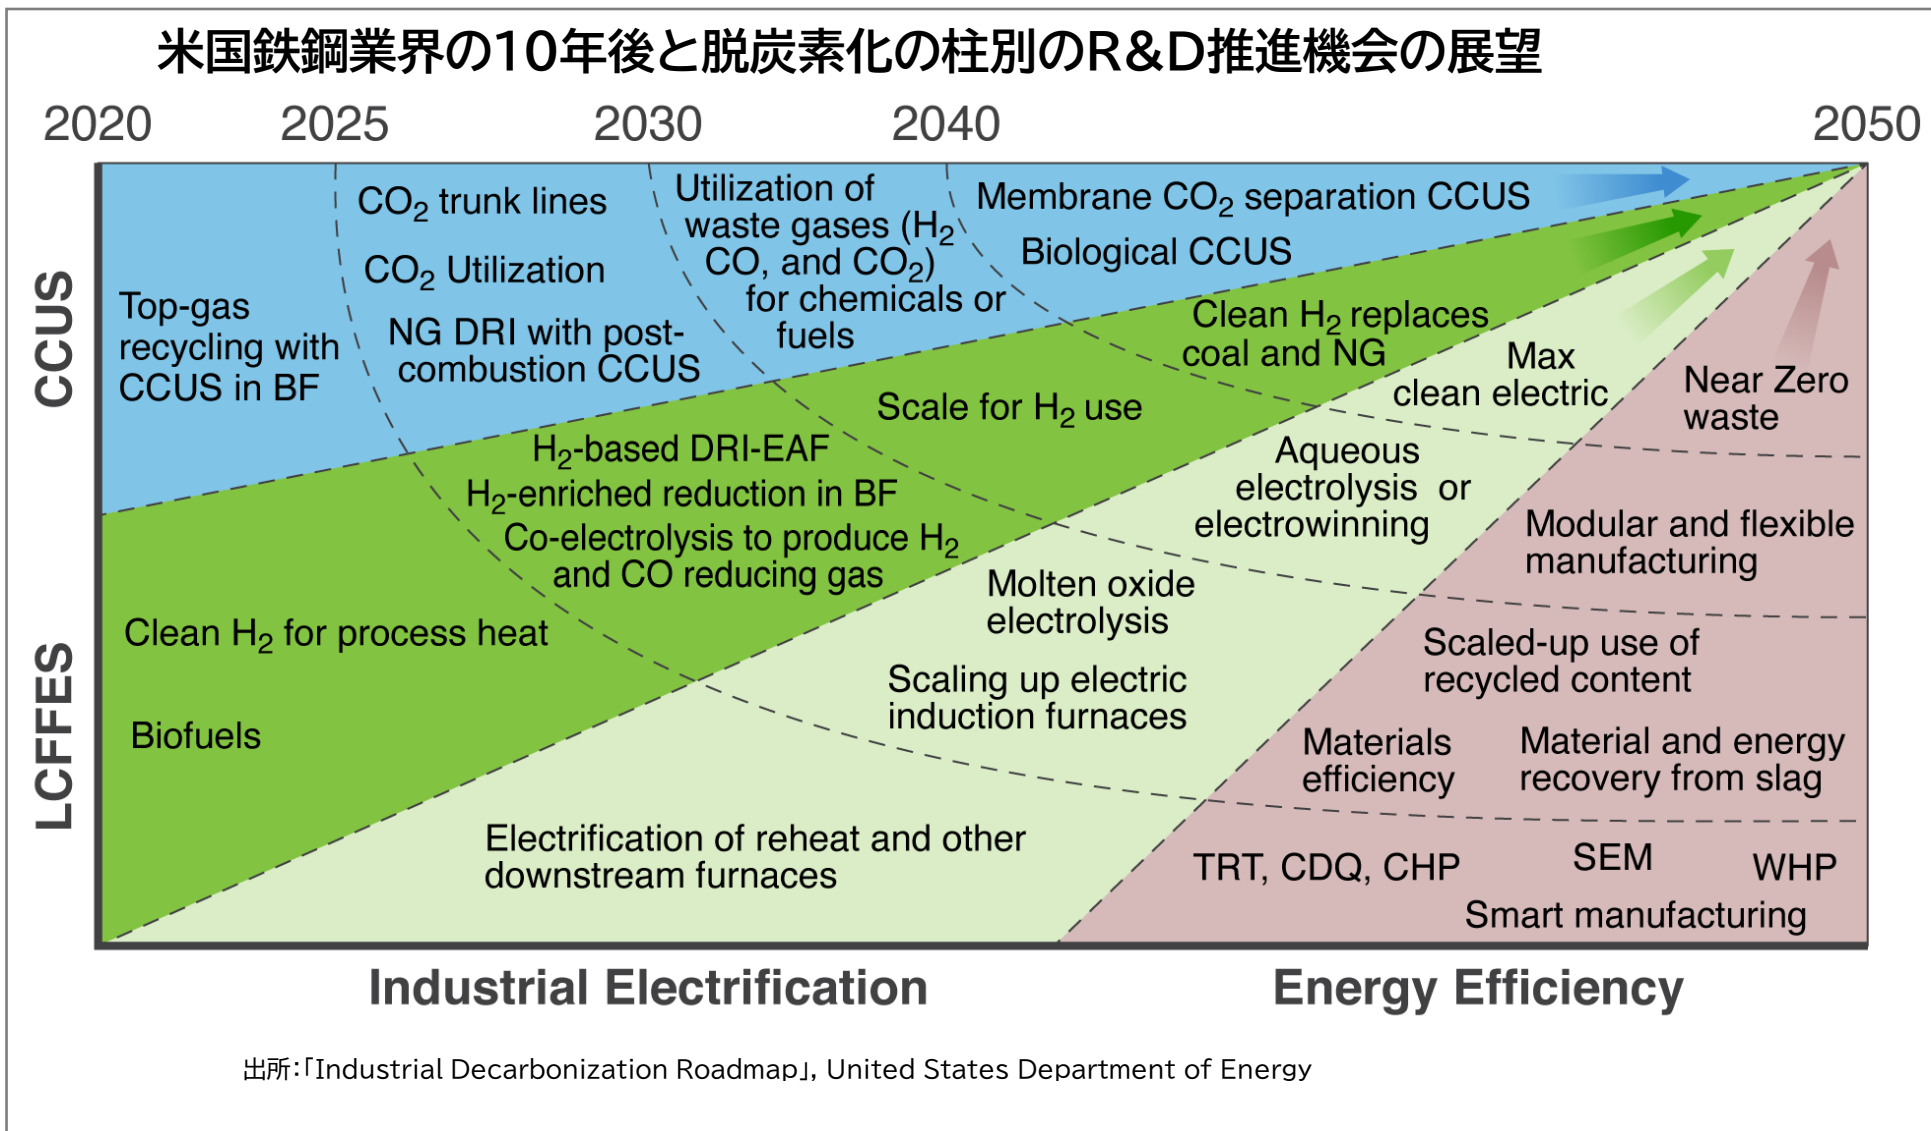 米国鉄鋼業界の10年後と脱炭素化の柱別のR&D推進機会の展望
2020
2025
2030
2040
2050
CCUS
Top-gas
recycling with
CCUS in BF
CO₂ trunk lines
CO₂ Utilization
NG DRI with post-
combustion CCUS
Utilization of
waste gases (H₂
CO, and CO₂)
for chemicals or
fuels
Membrane CO₂ separation CCUS
Biological CCUS
LCFFES
Clean H₂ for process heat
Biofuels
H₂-based DRI-EAF
H₂-enriched reduction in BF
Co-electrolysis to produce H₂
and CO reducing gas
Scale for H₂ use
Clean H₂ replaces
coal and NG
Electrification of reheat and other
downstream furnaces
Molten oxide
electrolysis
Scaling up electric
induction furnaces
Aqueous
electrolysis or
electrowinning
Max
clean electric
Near Zero
waste
Modular and flexible
manufacturing
Scaled-up use of
recycled content
Materials
efficiency
Material and energy
recovery from slag
TRT, CDQ, CHP
SEM
WHP
Smart manufacturing
Industrial Electrification
Energy Efficiency
出所:「Industrial Decarbonization Roadmap」, United States Department of Energy